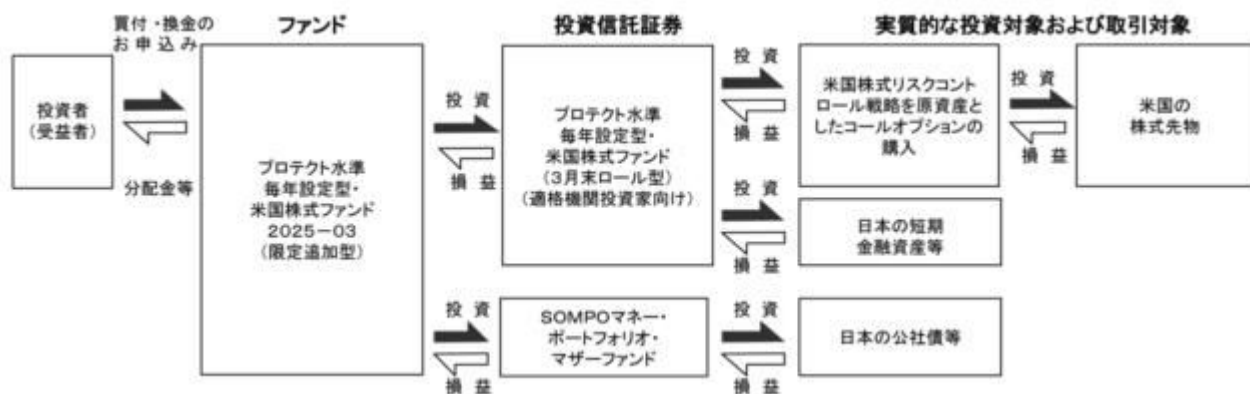 買付・換金の
お申込み
ファンド
投資信託証券
実質的な投資対象および取引対象
投資者
(受益者)
分配金等
プロテクト水準
毎年設定型・
米国株式ファンド
2025-03
(限定追加型)
投資
損益
プロテクト水準
毎年設定型・
米国株式ファンド
(3月末ロール型)
(適格機関投資家向け)
投資
損益
米国株式リスクコント
ロール戦略を原資産と
したコールオプションの
購入
投資
損益
米国の
株式先物
投資
損益
日本の短期
金融資産等
投資
損益
SOMPOマネー・
ポートフォリオ・
マザーファンド
投資
損益
日本の公社債等